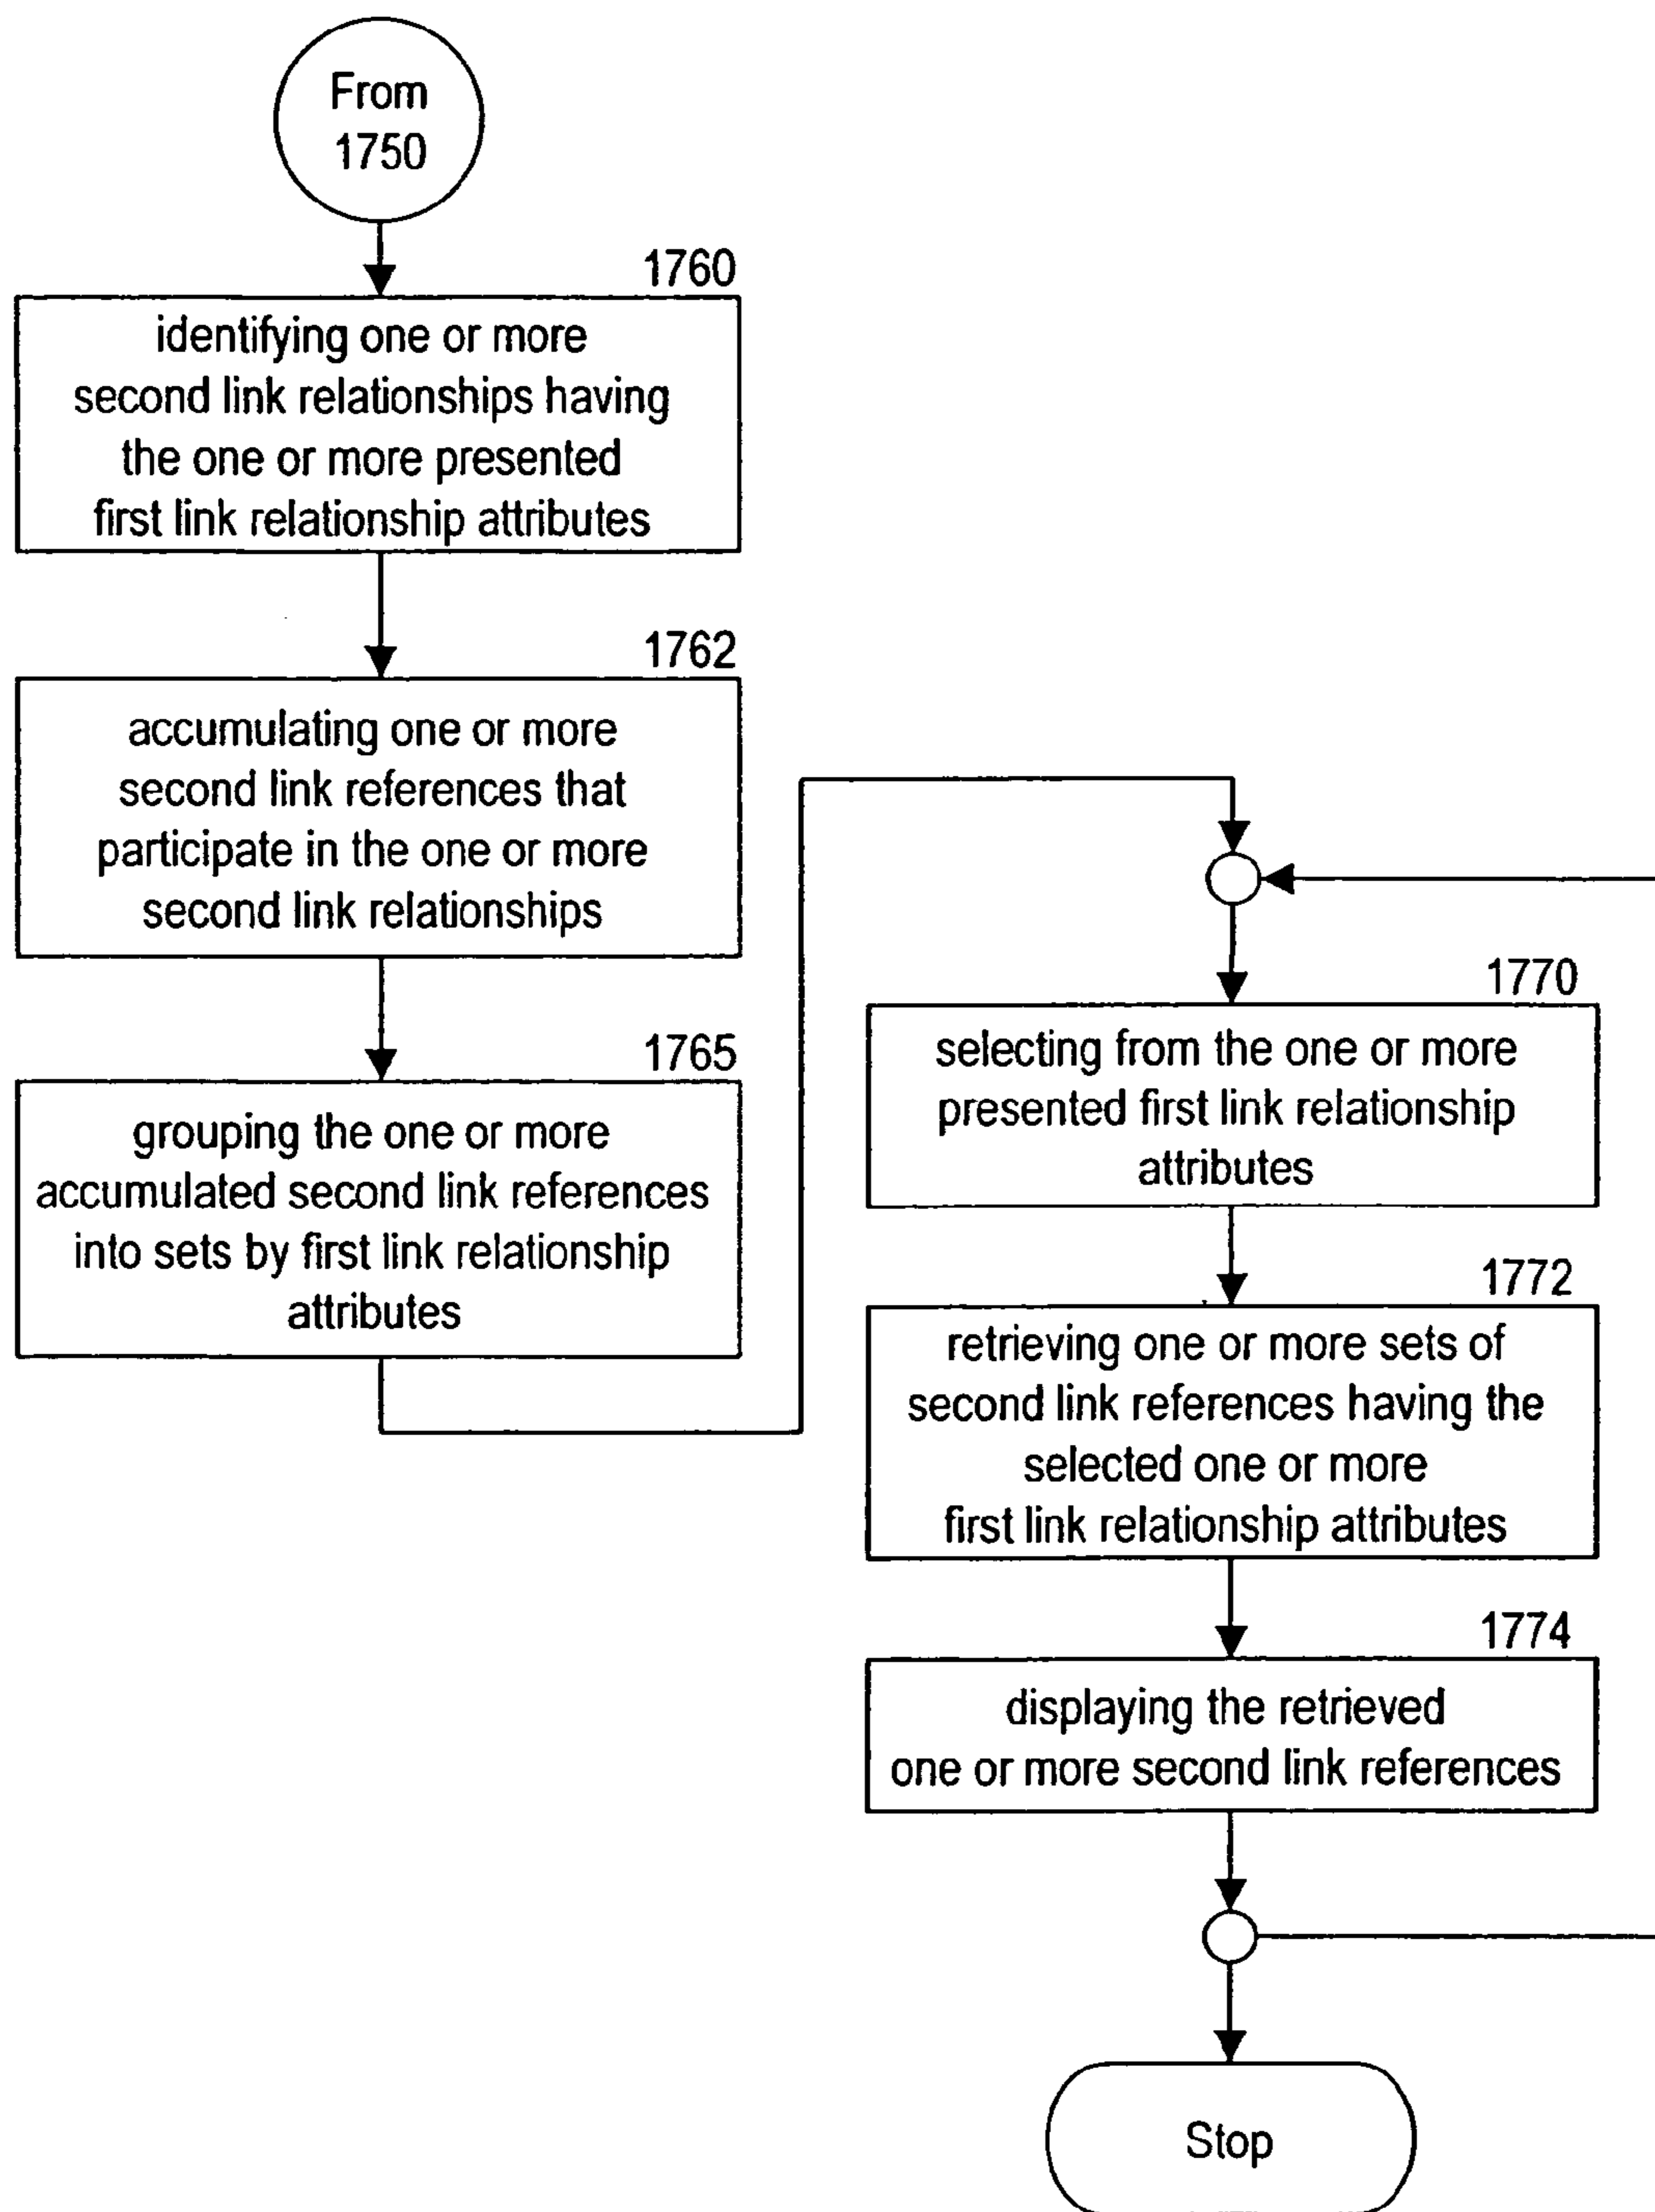 From
1750
1760
identifying one or more
second link relationships having
the one or more presented
first link relationship attributes
1762
accumulating one or more
second link references that
participate in the one or more
second link relationships
1765
grouping the one or more
accumulated second link references
into sets by first link relationship
attributes
1770
selecting from the one or more
presented first link relationship
attributes
1772
retrieving one or more sets of
second link references having the
selected one or more
first link relationship attributes
1774
displaying the retrieved
one or more second link references
Stop